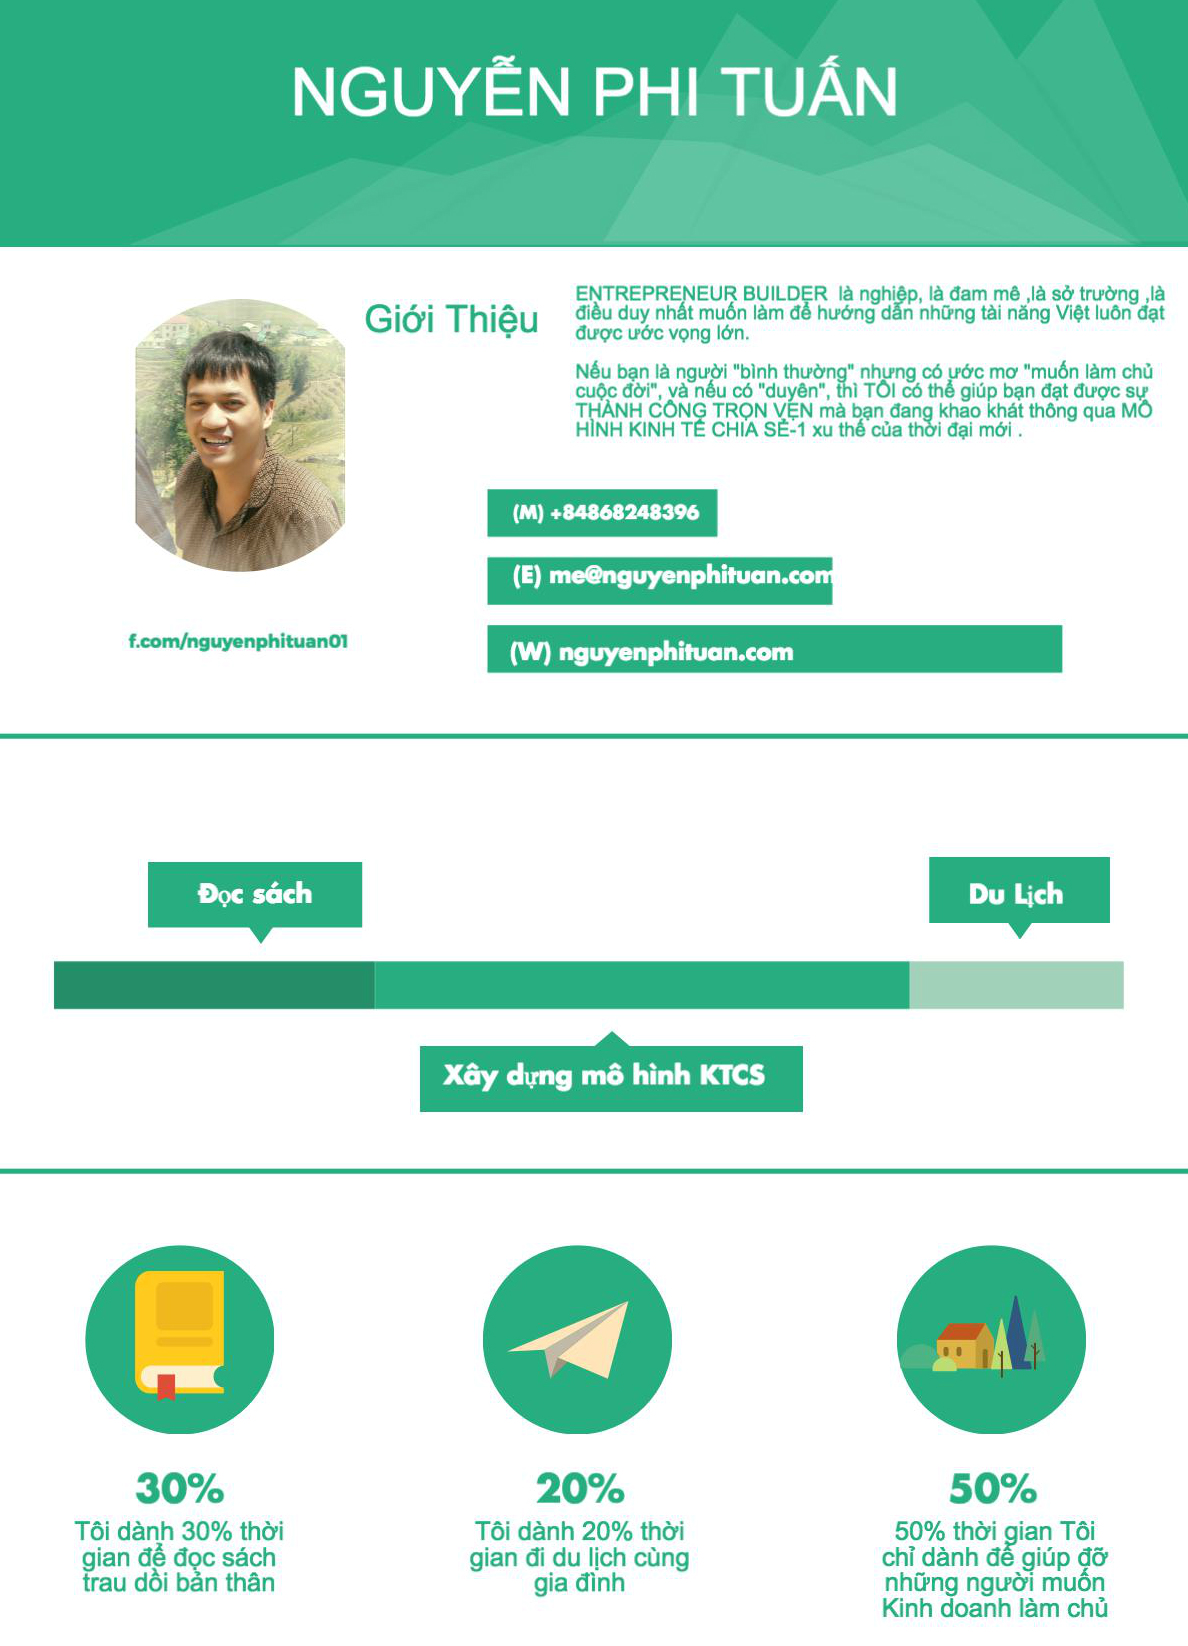 NGUYỄN PHI TUẤN
Giới Thiệu
ENTREPRENEUR BUILDER là nghiệp, là đam mê ,là sở trường ,là
điều duy nhất muốn làm để hướng dẫn những tài năng Việt luôn đạt
được ước vọng lớn.
Nếu bạn là người "bình thường" nhưng có ước mơ "muốn làm chủ
cuộc đời", và nếu có "duyên", thì TÔI có thể giúp bạn đạt được sự
THÀNH CÔNG TRỌN VẸN mà bạn đang khao khát thông qua MÔ
HÌNH KINH TẾ CHIA SẺ-1 xu thế của thời đại mới .
(M) +84868248396
(E) me@nguyenphituan.com
f.com/nguyenphituan01
(W) nguyenphituan.com
Đọc sách
Du Lịch
Xây dựng mô hình KTCS
30%
Tôi dành 30% thời
gian để đọc sách
trau dồi bản thân
20%
Tôi dành 20% thời
gian đi du lịch cùng
gia đình
50%
50% thời gian Tôi
chỉ dành để giúp đỡ
những người muốn
Kinh doanh làm chủ